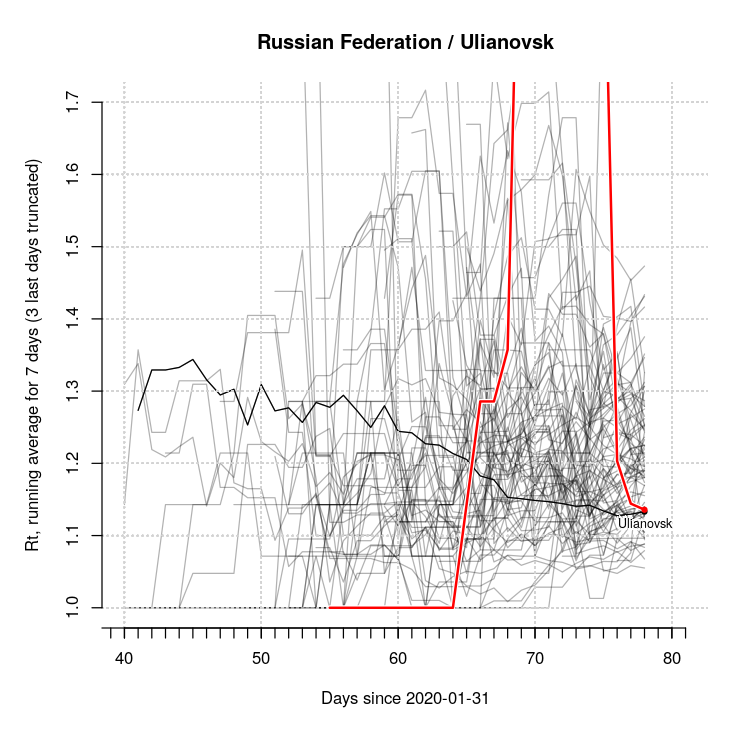 Russian Federation / Ulianovsk
Rt, running average for 7 days (3 last days truncated)
1.7
1.6
1.5
1.4
1.3
1.2
1.1
1.0
Ulianovsk
40 50 60 70 80
Days since 2020-01-31